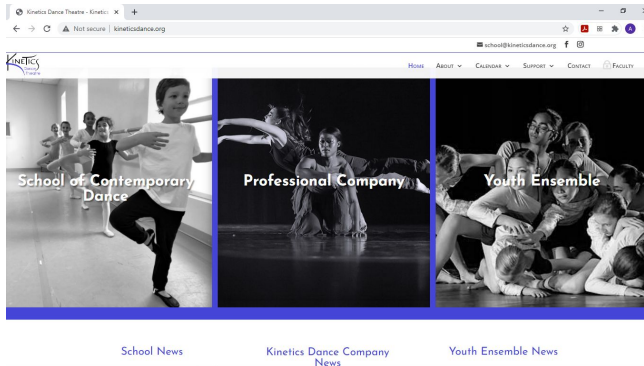 Kinetics Dance Theatre - Kinetics
Not secure | kineticsdance.org
A
school@kineticsdance.org
KINETICS
Dance
Theatre
HOME ABOUT CALENDAR SUPPORT CONTACT FACULTY
School of Contemporary
Dance
Professional Company
Youth Ensemble
School News
Kinetics Dance Company
News
Youth Ensemble News